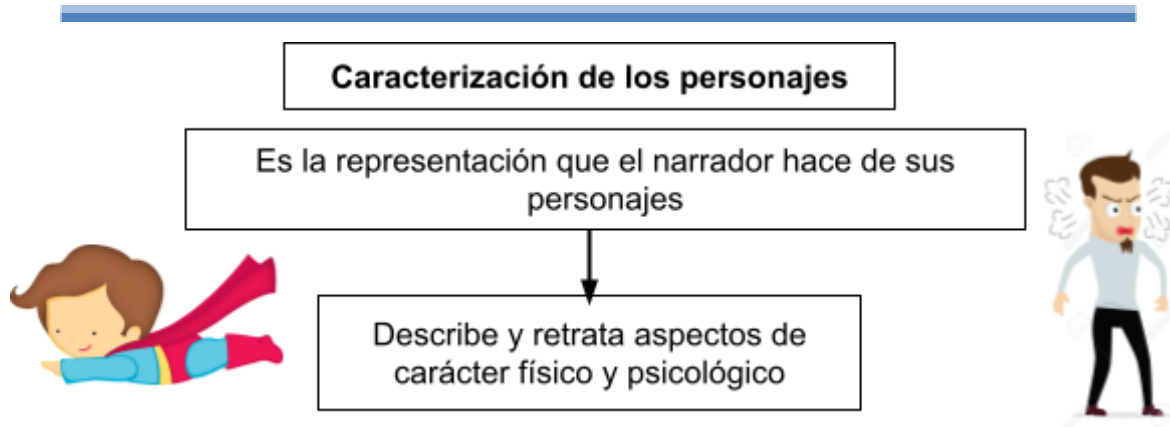 Caracterización de los personajes
Es la representación que el narrador hace de sus
personajes
Describe y retrata aspectos de
carácter físico y psicológico